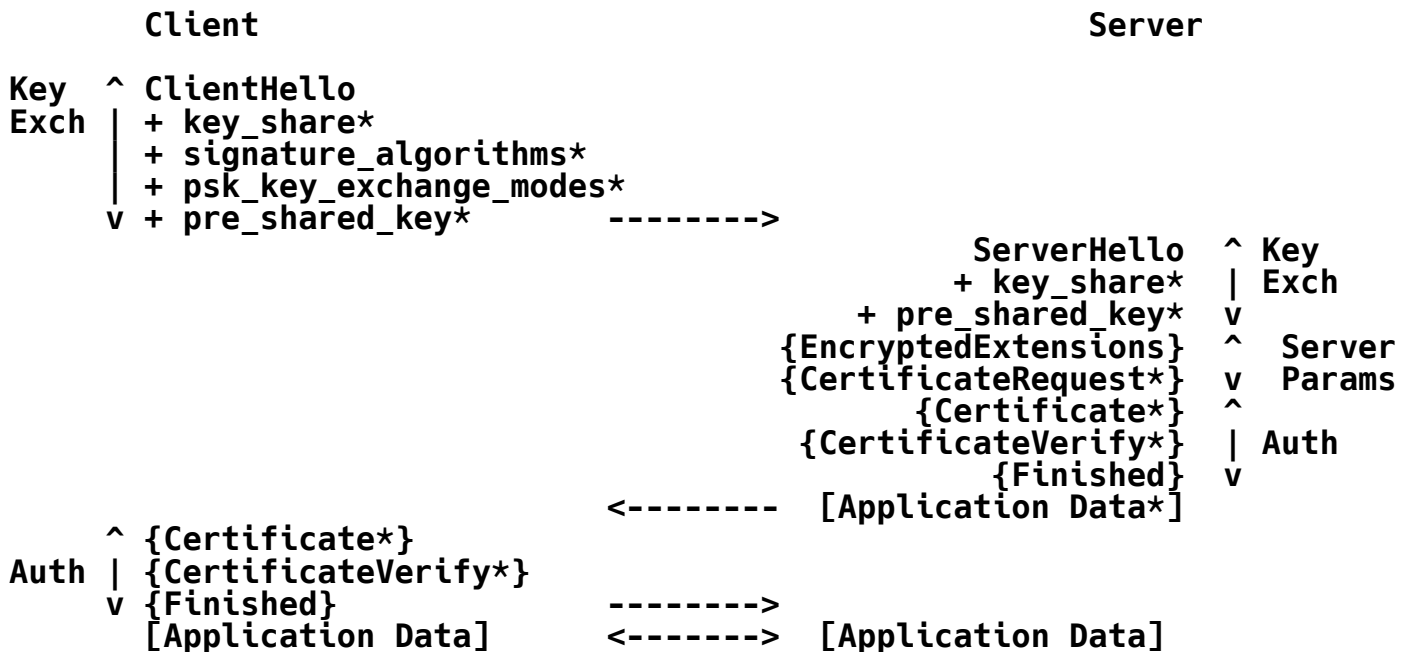 Client                                           Server

Key  ^ ClientHello
Exch | + key_share*
     | + signature_algorithms*
     | + psk_key_exchange_modes*
     v + pre_shared_key*       -------->
                                                  ServerHello  ^ Key
                                                 + key_share*  | Exch
                                            + pre_shared_key*  v
                                        {EncryptedExtensions}  ^  Server
                                        {CertificateRequest*}  v  Params
                                               {Certificate*}  ^
                                         {CertificateVerify*}  | Auth
                                                   {Finished}  v
                               <--------  [Application Data*]
     ^ {Certificate*}
Auth | {CertificateVerify*}
     v {Finished}              -------->
       [Application Data]      <------->  [Application Data]